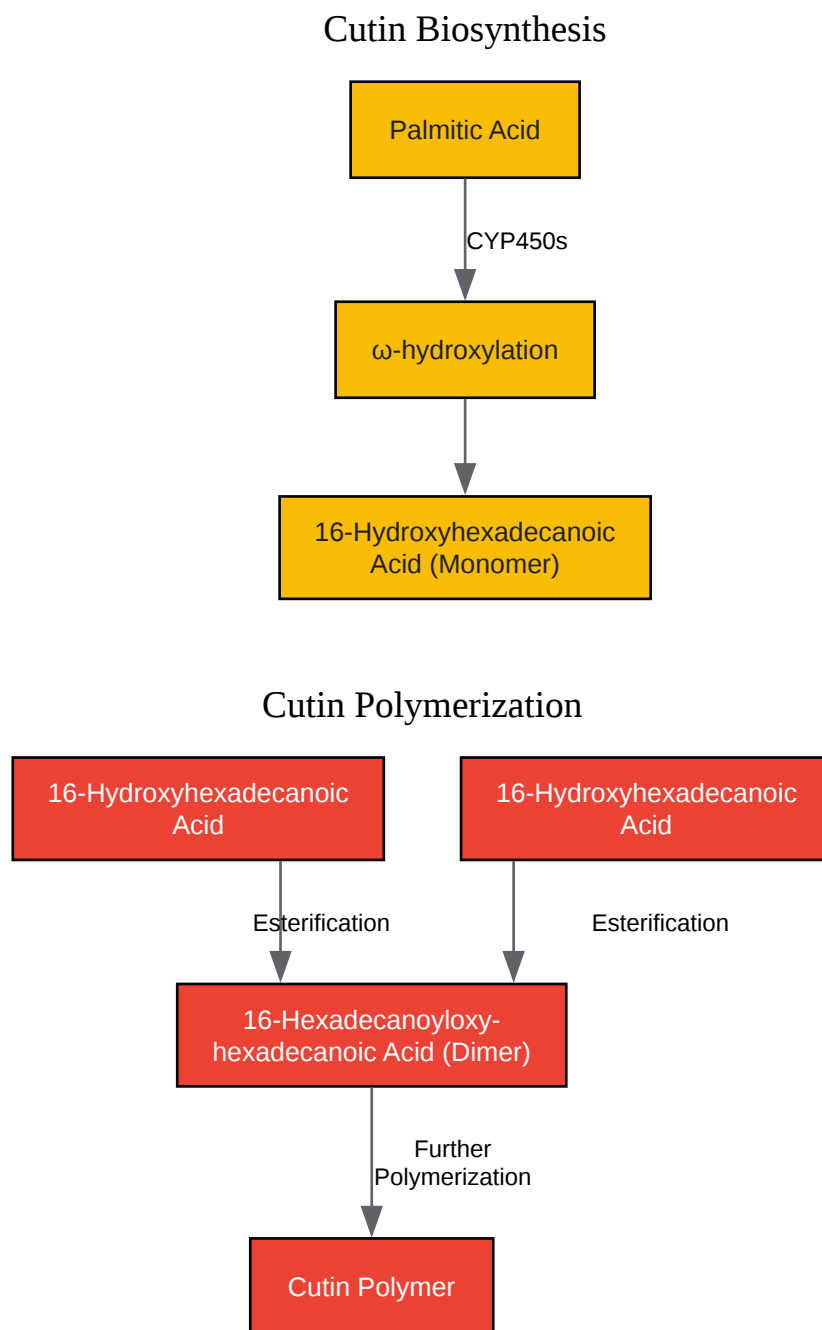 Cutin Biosynthesis
Palmitic Acid
CYP450s
ω-hydroxylation
16-Hydroxyhexadecanoic
Acid (Monomer)
Cutin Polymerization
16-Hydroxyhexadecanoic
Acid
16-Hydroxyhexadecanoic
Acid
Esterification
Esterification
16-Hexadecanoyloxy-
hexadecanoic Acid (Dimer)
Further
Polymerization
Cutin Polymer